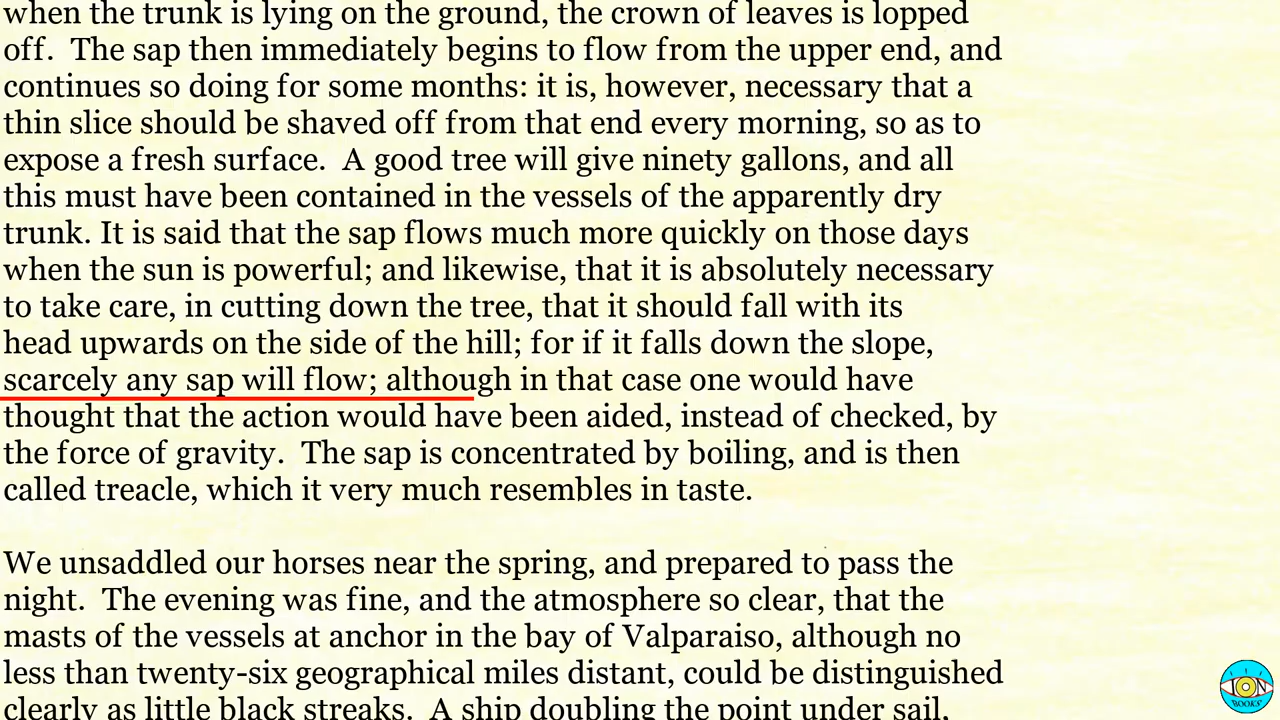 when the trunk is lying on the ground, the crown of leaves is lopped
off.  The sap then immediately begins to flow from the upper end, and
continues so doing for some months: it is, however, necessary that a
thin slice should be shaved off from that end every morning, so as to
expose a fresh surface.  A good tree will give ninety gallons, and all
this must have been contained in the vessels of the apparently dry
trunk. It is said that the sap flows much more quickly on those days
when the sun is powerful; and likewise, that it is absolutely necessary
to take care, in cutting down the tree, that it should fall with its
head upwards on the side of the hill; for if it falls down the slope,
scarcely any sap will flow; although in that case one would have
thought that the action would have been aided, instead of checked, by
the force of gravity.  The sap is concentrated by boiling, and is then
called treacle, which it very much resembles in taste.
We unsaddled our horses near the spring, and prepared to pass the
night.  The evening was fine, and the atmosphere so clear, that the
masts of the vessels at anchor in the bay of Valparaiso, although no
less than twenty-six geographical miles distant, could be distinguished
clearly as little black streaks.  A ship doubling the point under sail,
ION
BOOKS